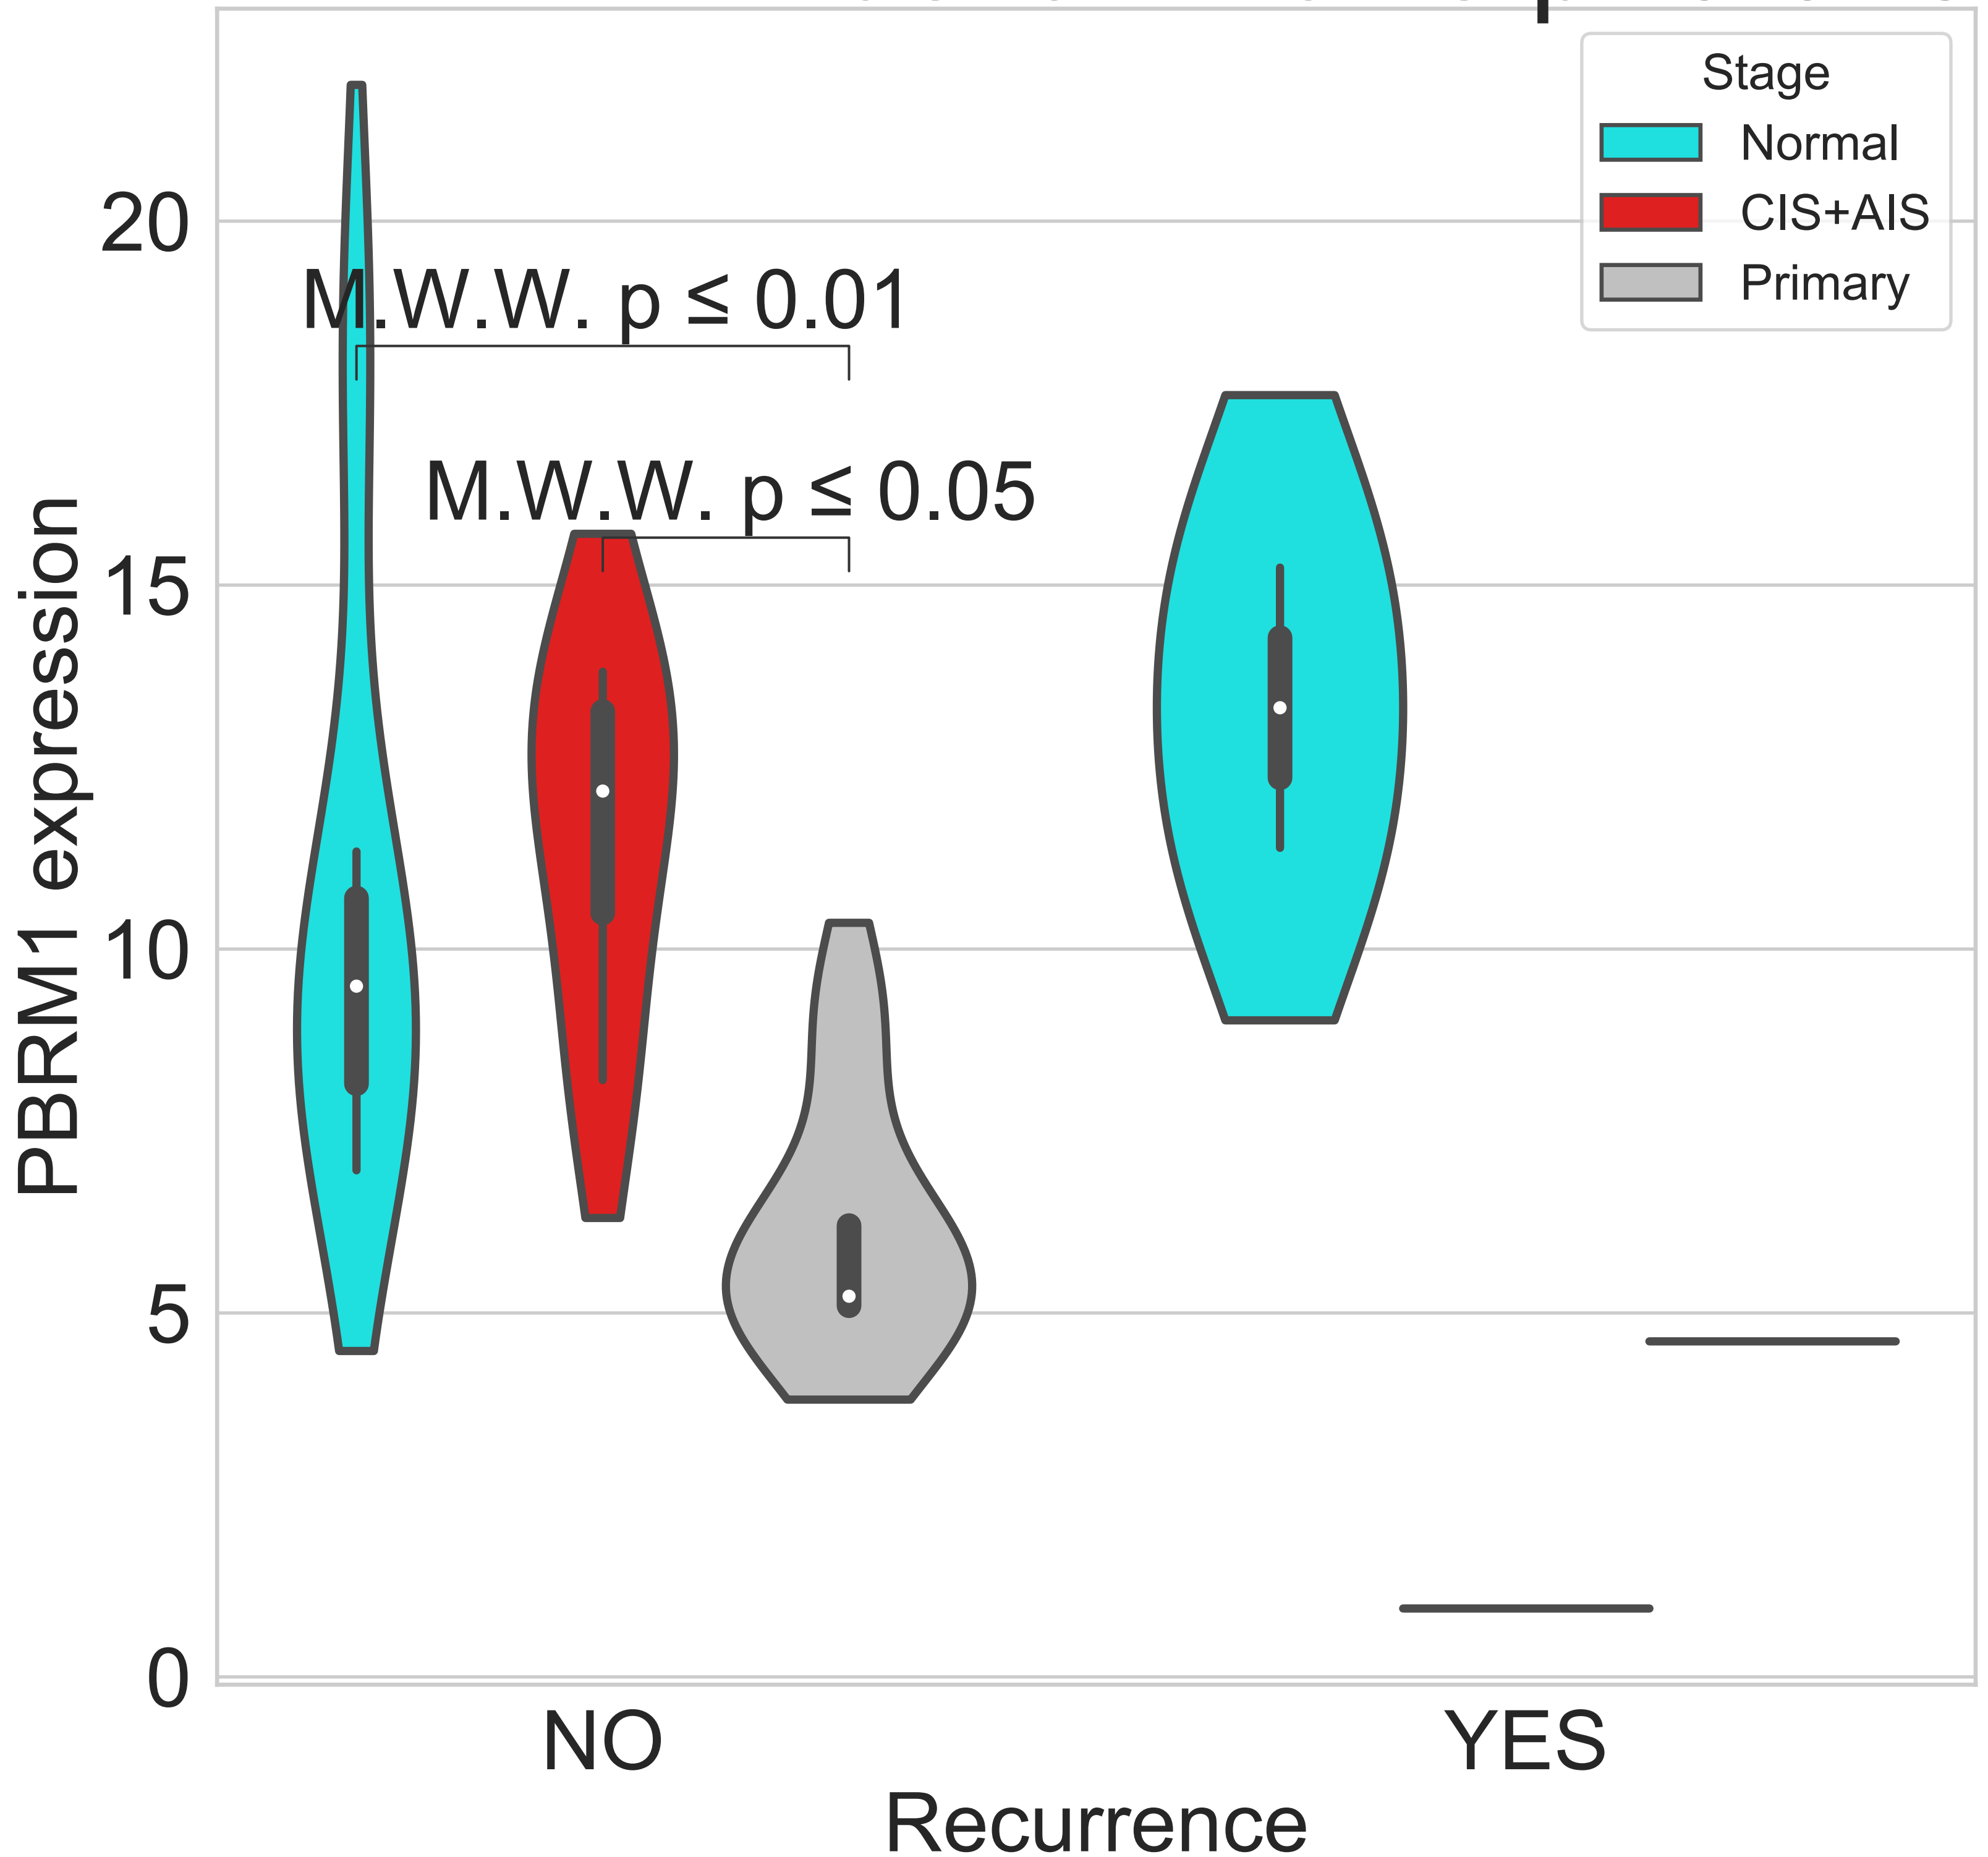 Stage
Normal
CIS+AIS
Primary
20
15
10
5
0
PBRM1 expression
M.W.W. p ≤ 0.01
M.W.W. p ≤ 0.05
NO
YES
Recurrence